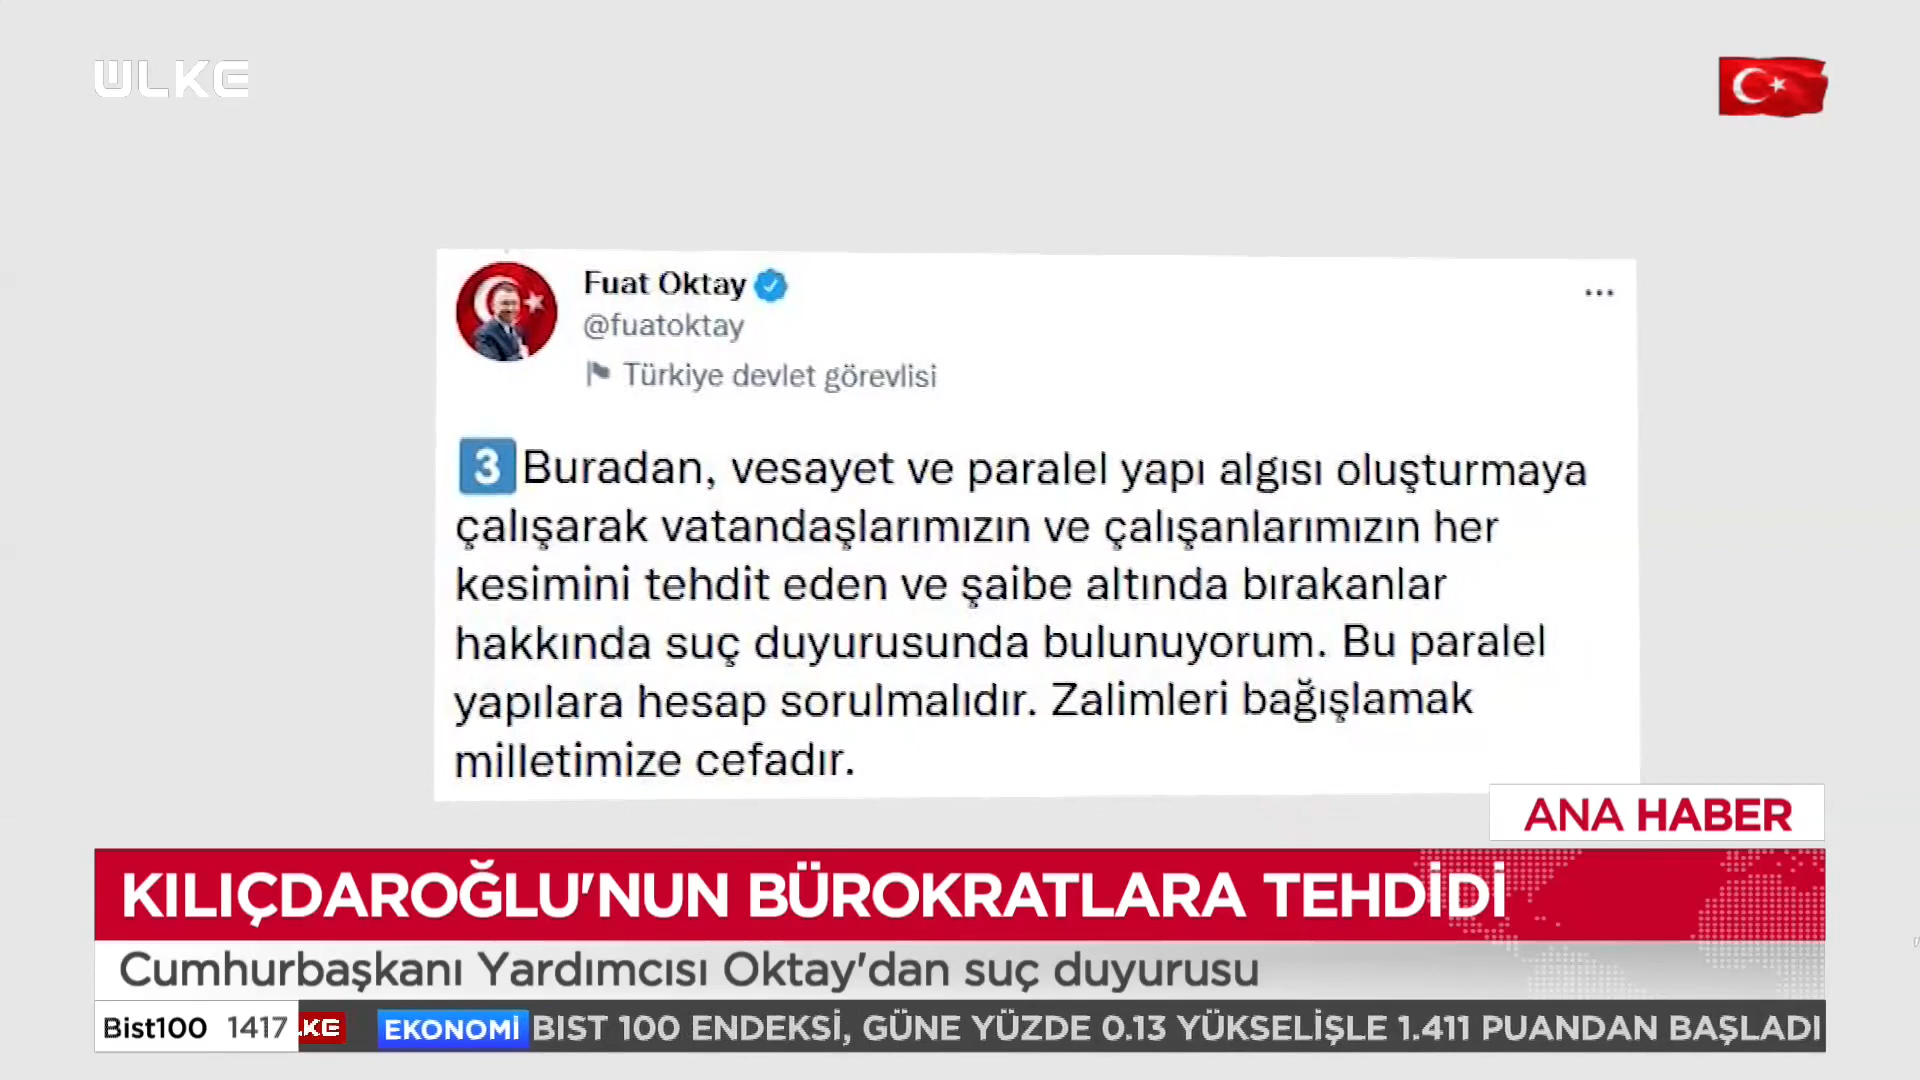 ÜLKE
Fuat Oktay
@fuatoktay
Türkiye devlet görevlisi
3 Buradan, vesayet ve paralel yapı algısı oluşturmaya
çalışarak vatandaşlarımızın ve çalışanlarımızın her
kesimini tehdit eden ve şaibe altında bırakanlar
hakkında suç duyurusunda bulunuyorum. Bu paralel
yapılara hesap sorulmalıdır. Zalimleri bağışlamak
milletimize cefadır.
ANA HABER
KILIÇDAROĞLU'NUN BÜROKRATLARA TEHDİDİ
Cumhurbaşkanı Yardımcısı Oktay'dan suç duyurusu
Bist100 1417 KE EKONOMİ BIST 100 ENDEKSİ, GÜNE YÜZDE 0.13 YÜKSELİŞLE 1.411 PUANDAN BAŞLADI